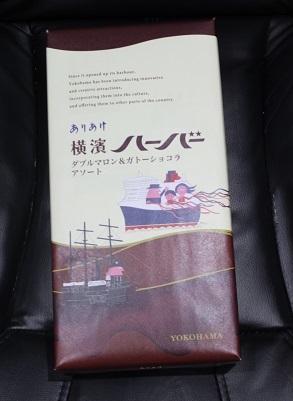 Since it opened up its harbour,
Yokohama has been introducing innovative
and creative attractions,
incorporating them into the culture,
and offering them to other parts of the country.
ありあけ
横濱ハーバー
ダブルマロン&ガトーショコラ
アソート
YOKOHAMA